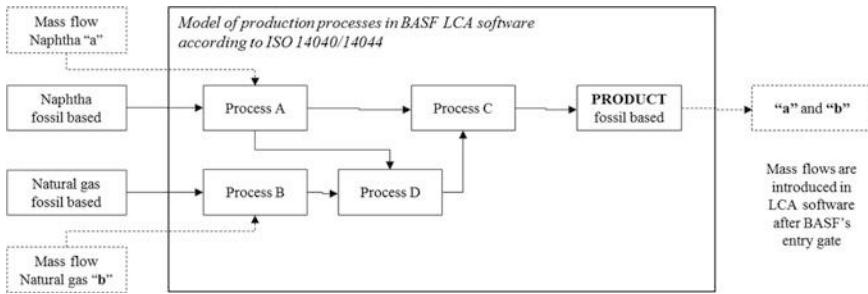 Mass flow
Naphtha “a”
Model of production processes in BASF LCA software
according to ISO 14040/14044
Naphtha
fossil based
Process A
Process C
PRODUCT
fossil based
“a” and “b”
Natural gas
fossil based
Process B
Process D
Mass flows are
introduced in
LCA software
after BASF’s
entry gate
Mass flow
Natural gas “b”